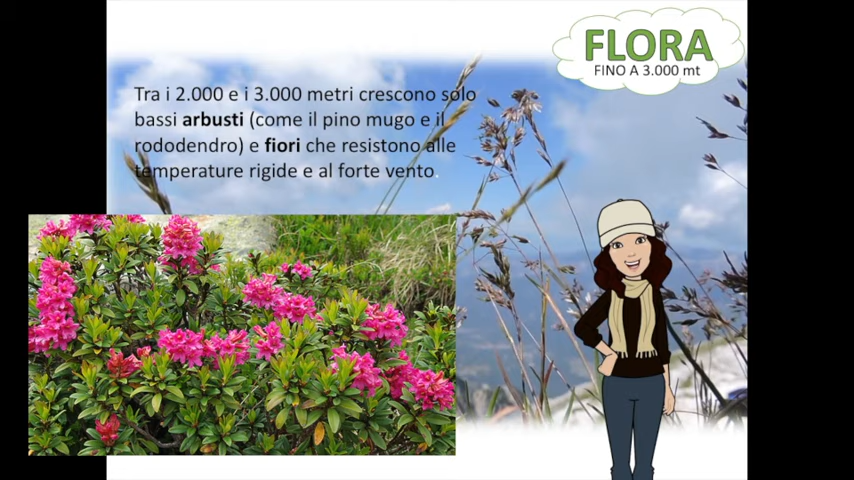 FLORA
FINO A 3.000 mt
Tra i 2.000 e i 3.000 metri crescono solo
bassi arbusti (come il pino mugo e il
rododendro) e fiori che resistono alle
temperature rigide e al forte vento.